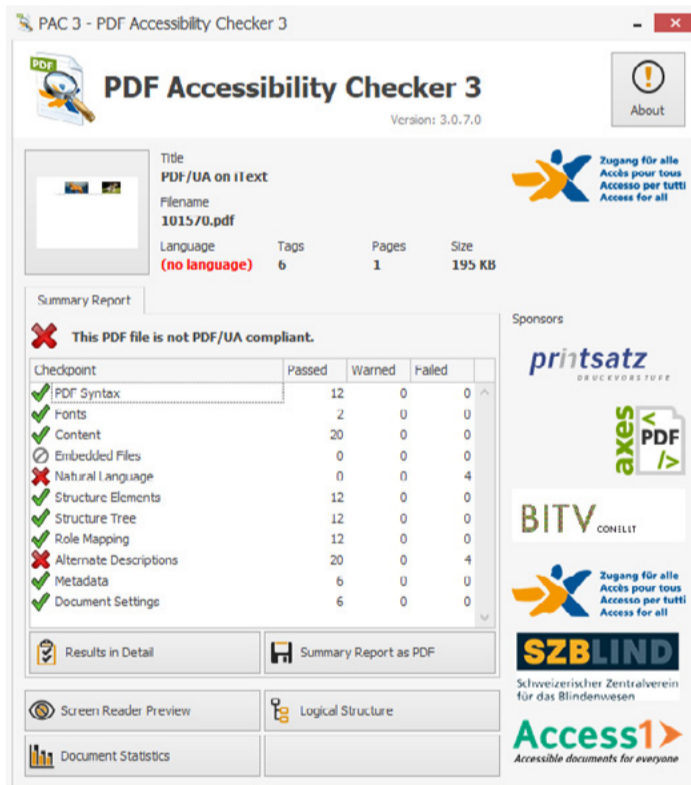 PAC 3 - PDF Accessibility Checker 3
PDF
PDF Accessibility Checker 3
Version: 3.0.7.0
About
Title
PDF/UA on iText
Filename
101570.pdf
Language Tags Pages Size
(no language) 6 1 195 KB
Zugang für alle
Accès pour tous
Accesso per tutti
Access for all
Summary Report
This PDF file is not PDF/UA compliant.
Checkpoint Passed Warned Failed
PDF Syntax 12 0 0
Fonts 2 0 0
Content 20 0 0
Embedded Files 0 0 0
Natural Language 0 0 4
Structure Elements 12 0 0
Structure Tree 12 0 0
Role Mapping 12 0 0
Alternate Descriptions 20 0 4
Metadata 6 0 0
Document Settings 6 0 0
Results in Detail
Summary Report as PDF
Screen Reader Preview
Logical Structure
Document Statistics
Sponsors
printsatz
DRUCKVORSTUFE
axes
< PDF />
BITV
Zugang für alle
Accès pour tous
Accesso per tutti
Access for all
SZBLIND
Schweizerischer Zentralverein
für das Blindenwesen
Access1
Accessible documents for everyone